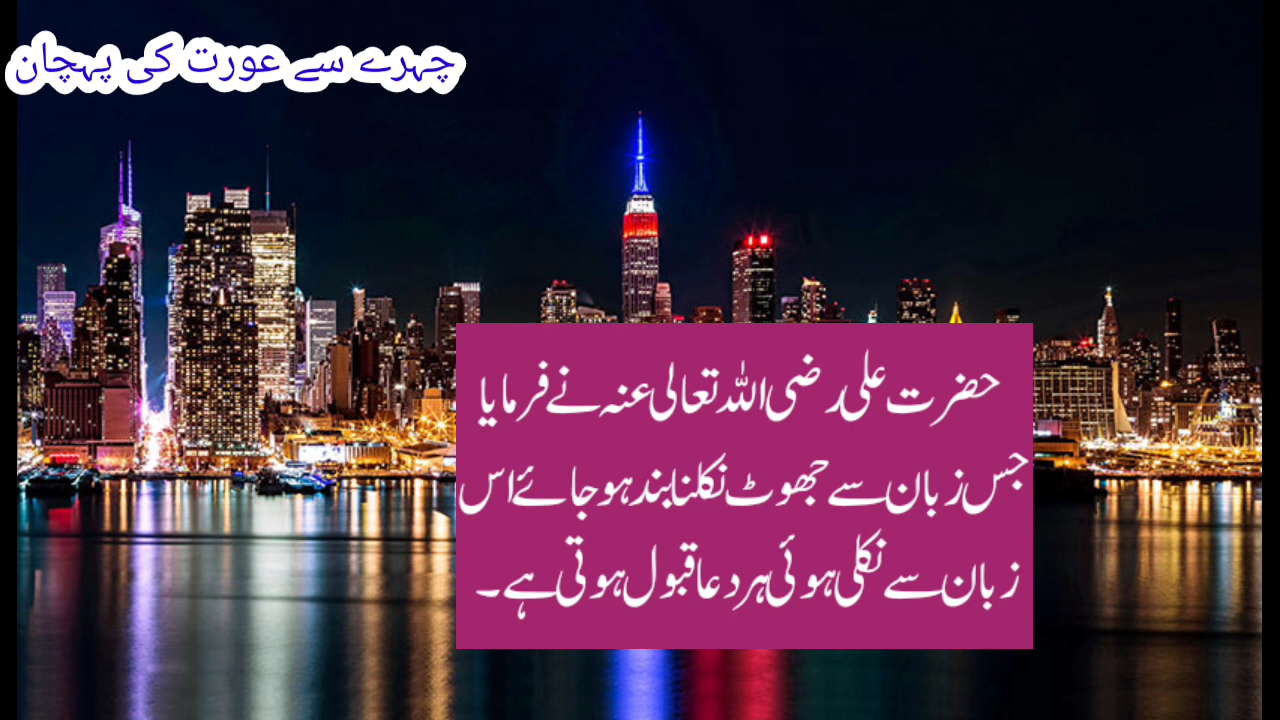 چہرے سے عورت کی پہچان
حضرت علی رضی اللہ تعالی عنہ نے فرمایا
جس زبان سے جھوٹ نکلنا بند ہو جائے اس
زبان سے نکلی ہوئی ہر دعا قبول ہوتی ہے۔